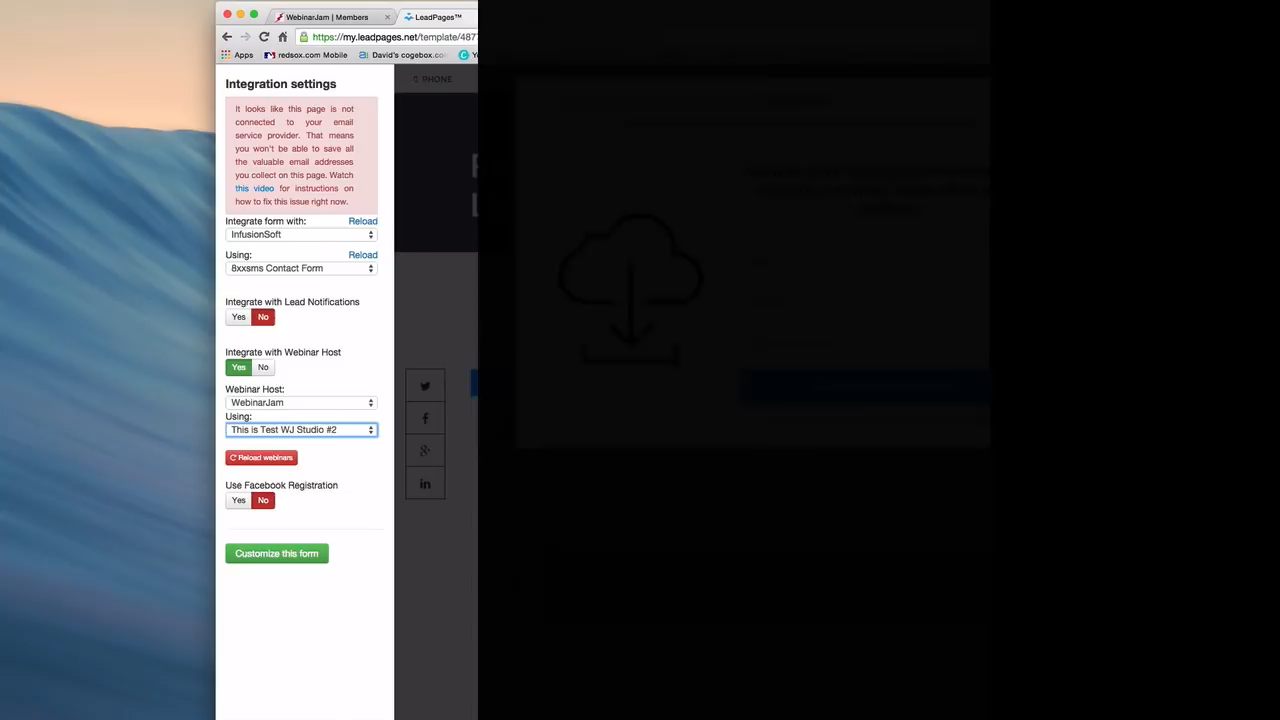 WebinarJam | Members
LeadPages™
https://my.leadpages.net/template/487
Apps
redsox.com Mobile
David's cogebox.com
Integration settings
PHONE
It looks like this page is not
connected to your email
service provider. That means
you won't be able to save all
the valuable email addresses
you collect on this page. Watch
this video for instructions on
how to fix this issue right now.
Integrate form with: Reload
InfusionSoft
Using: Reload
8xxsms Contact Form
Integrate with Lead Notifications
Yes No
Integrate with Webinar Host
Yes No
Webinar Host:
WebinarJam
Using:
This is Test WJ Studio #2
Reload webinars
Use Facebook Registration
Yes No
Customize this form